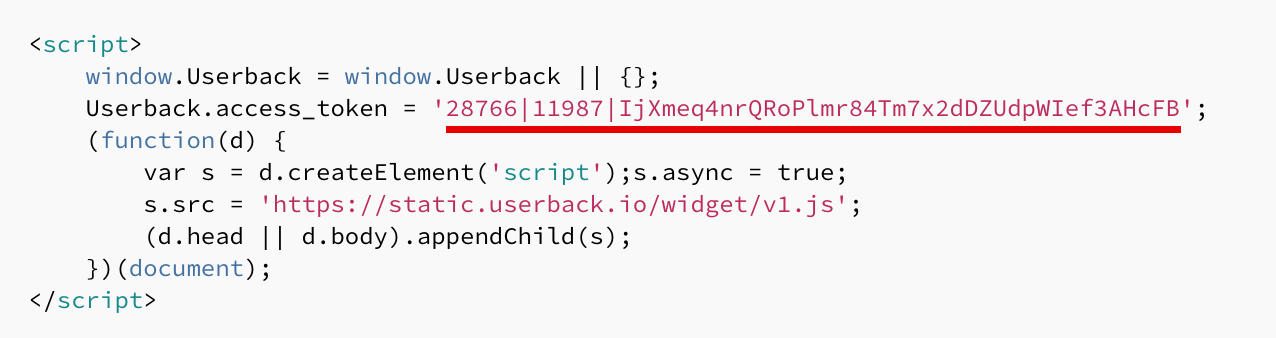 <script>
    window.Userback = window.Userback || {};
    Userback.access_token = '28766|11987|IjXmeq4nrQRoPlmr84Tm7x2dDZUdpWIef3AHcFB';
    (function(d) {
        var s = d.createElement('script');s.async = true;
        s.src = 'https://static.userback.io/widget/v1.js';
        (d.head || d.body).appendChild(s);
    })(document);
</script>